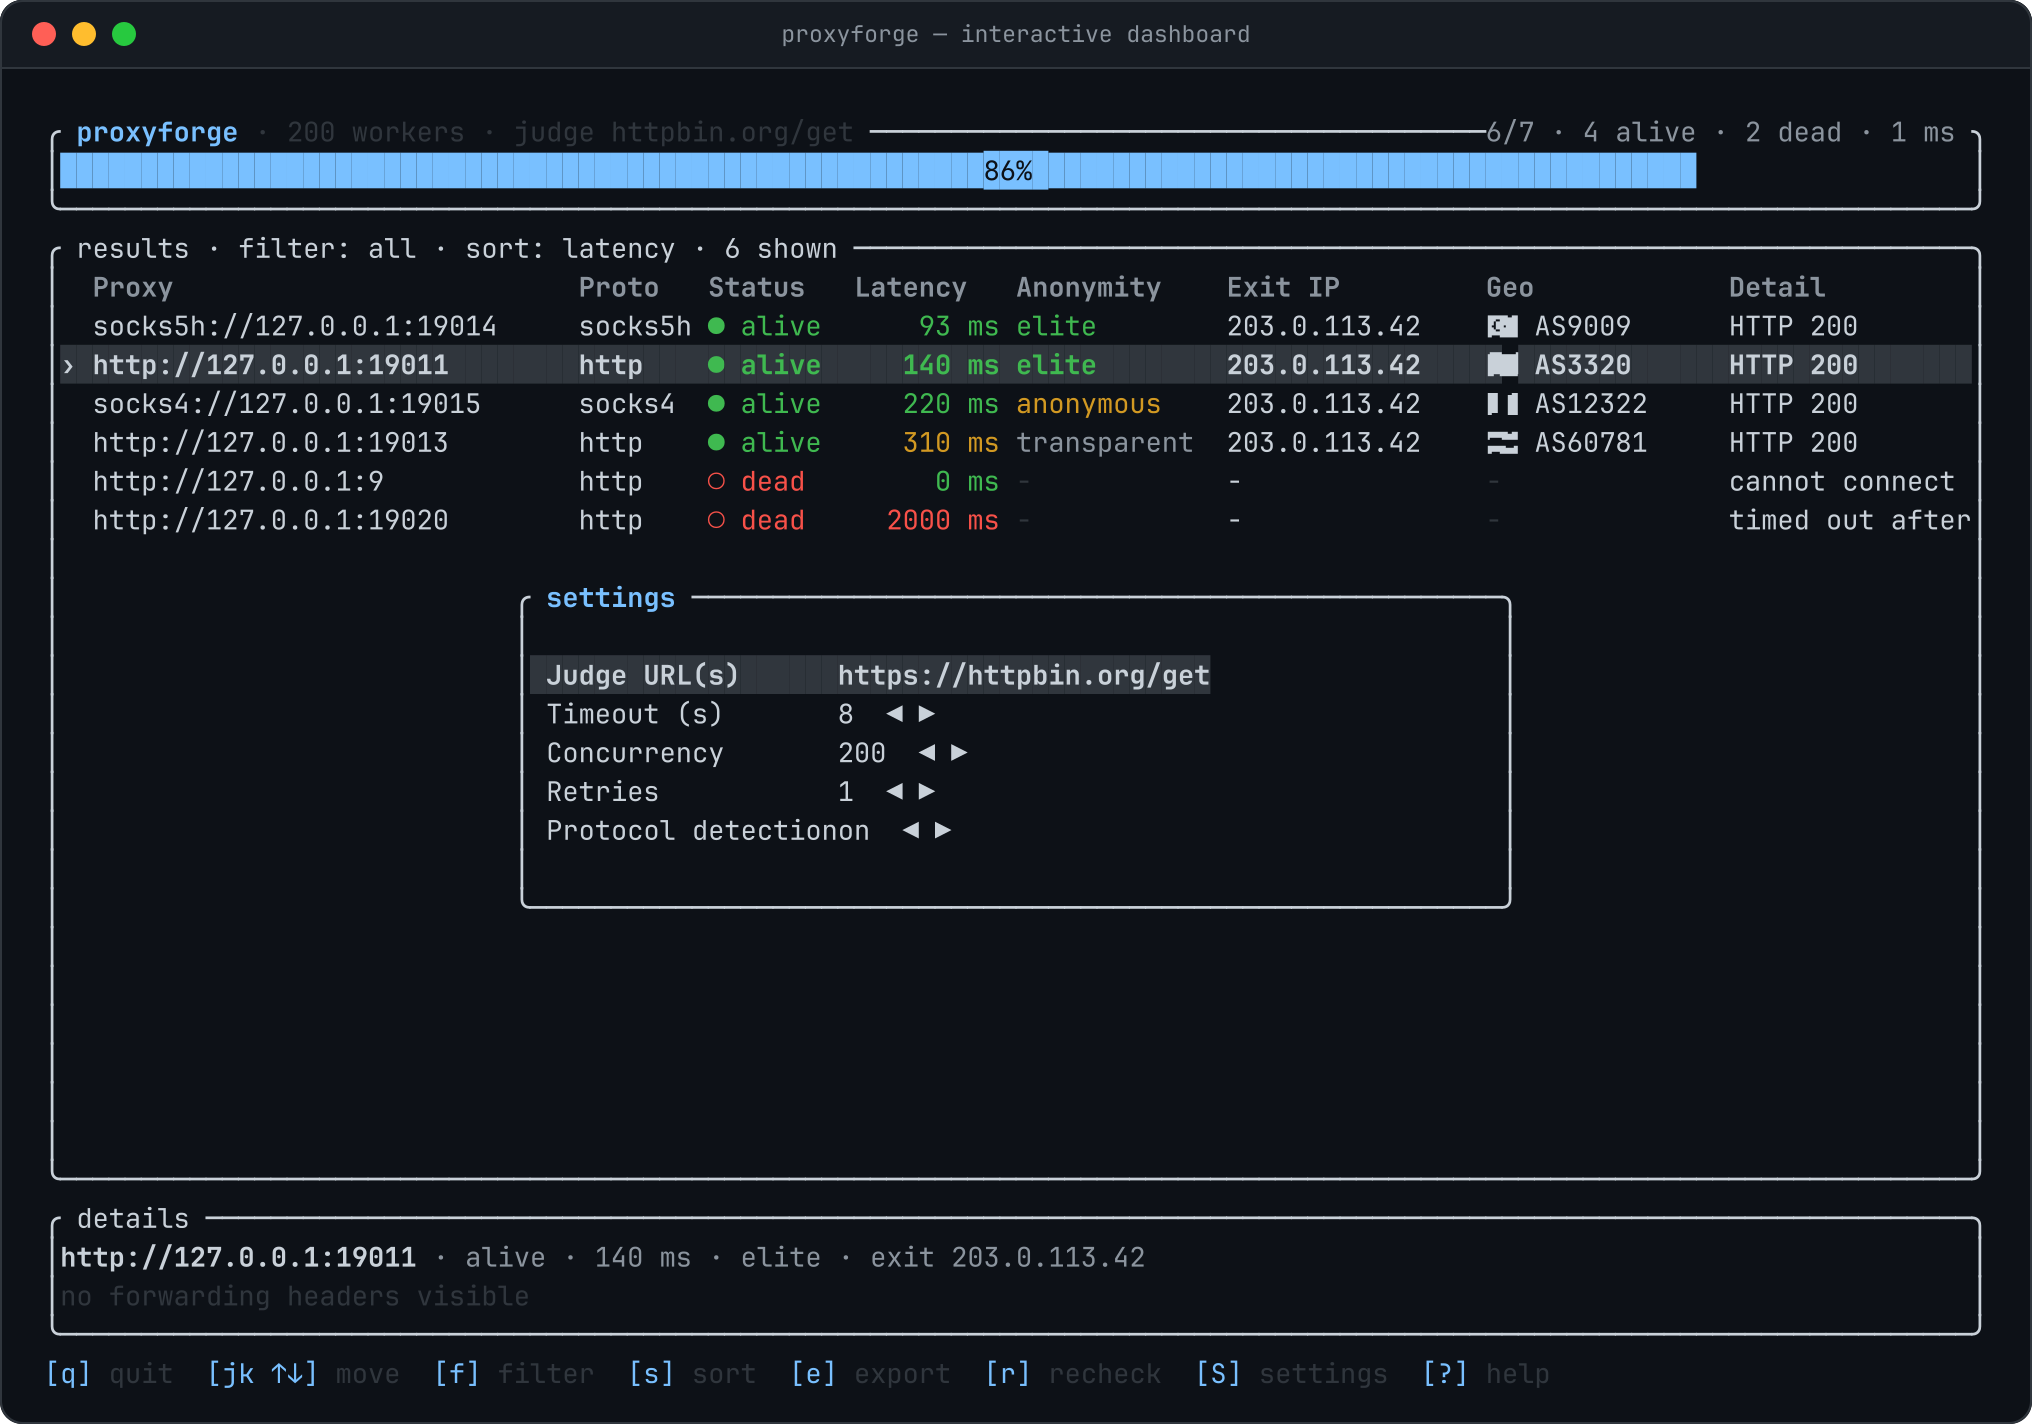 proxyforge — interactive dashboard
proxyforge · 200 workers · judge httpbin.org/get 6/7 · 4 alive · 2 dead · 1 ms
86%
results · filter: all · sort: latency · 6 shown
Proxy Proto Status Latency Anonymity Exit IP Geo Detail
socks5h://127.0.0.1:19014 socks5h ● alive 93 ms elite 203.0.113.42 AS9009 HTTP 200
› http://127.0.0.1:19011 http ● alive 140 ms elite 203.0.113.42 AS3320 HTTP 200
socks4://127.0.0.1:19015 socks4 ● alive 220 ms anonymous 203.0.113.42 AS12322 HTTP 200
http://127.0.0.1:19013 http ● alive 310 ms transparent 203.0.113.42 AS60781 HTTP 200
http://127.0.0.1:9 http ○ dead 0 ms - - - cannot connect
http://127.0.0.1:19020 http ○ dead 2000 ms - - - timed out after
settings
Judge URL(s) https://httpbin.org/get
Timeout (s) 8 ◀ ▶
Concurrency 200 ◀ ▶
Retries 1 ◀ ▶
Protocol detectionon ◀ ▶
details
http://127.0.0.1:19011 · alive · 140 ms · elite · exit 203.0.113.42
no forwarding headers visible
[q] quit [jk ↑↓] move [f] filter [s] sort [e] export [r] recheck [S] settings [?] help